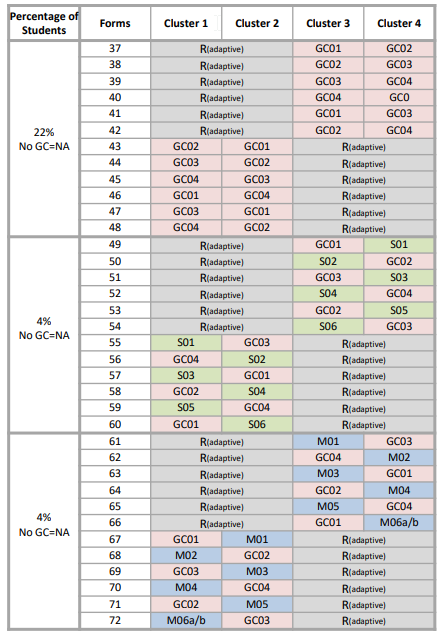 Percentage of Students Forms Cluster 1 Cluster 2 Cluster 3 Cluster 4
22% No GC=NA
37 R(adaptive) GC01 GC02
38 R(adaptive) GC02 GC03
39 R(adaptive) GC03 GC04
40 R(adaptive) GC04 GC0
41 R(adaptive) GC01 GC03
42 R(adaptive) GC02 GC04
43 GC02 GC01 R(adaptive)
44 GC03 GC02 R(adaptive)
45 GC04 GC03 R(adaptive)
46 GC01 GC04 R(adaptive)
47 GC03 GC01 R(adaptive)
48 GC04 GC02 R(adaptive)
4% No GC=NA
49 R(adaptive) GC01 S01
50 R(adaptive) S02 GC02
51 R(adaptive) GC03 S03
52 R(adaptive) S04 GC04
53 R(adaptive) GC02 S05
54 R(adaptive) S06 GC03
55 S01 GC03 R(adaptive)
56 GC04 S02 R(adaptive)
57 S03 GC01 R(adaptive)
58 GC02 S04 R(adaptive)
59 S05 GC04 R(adaptive)
60 GC01 S06 R(adaptive)
4% No GC=NA
61 R(adaptive) M01 GC03
62 R(adaptive) GC04 M02
63 R(adaptive) M03 GC01
64 R(adaptive) GC02 M04
65 R(adaptive) M05 GC04
66 R(adaptive) GC01 M06a/b
67 GC01 M01 R(adaptive)
68 M02 GC02 R(adaptive)
69 GC03 M03 R(adaptive)
70 M04 GC04 R(adaptive)
71 GC02 M05 R(adaptive)
72 M06a/b GC03 R(adaptive)